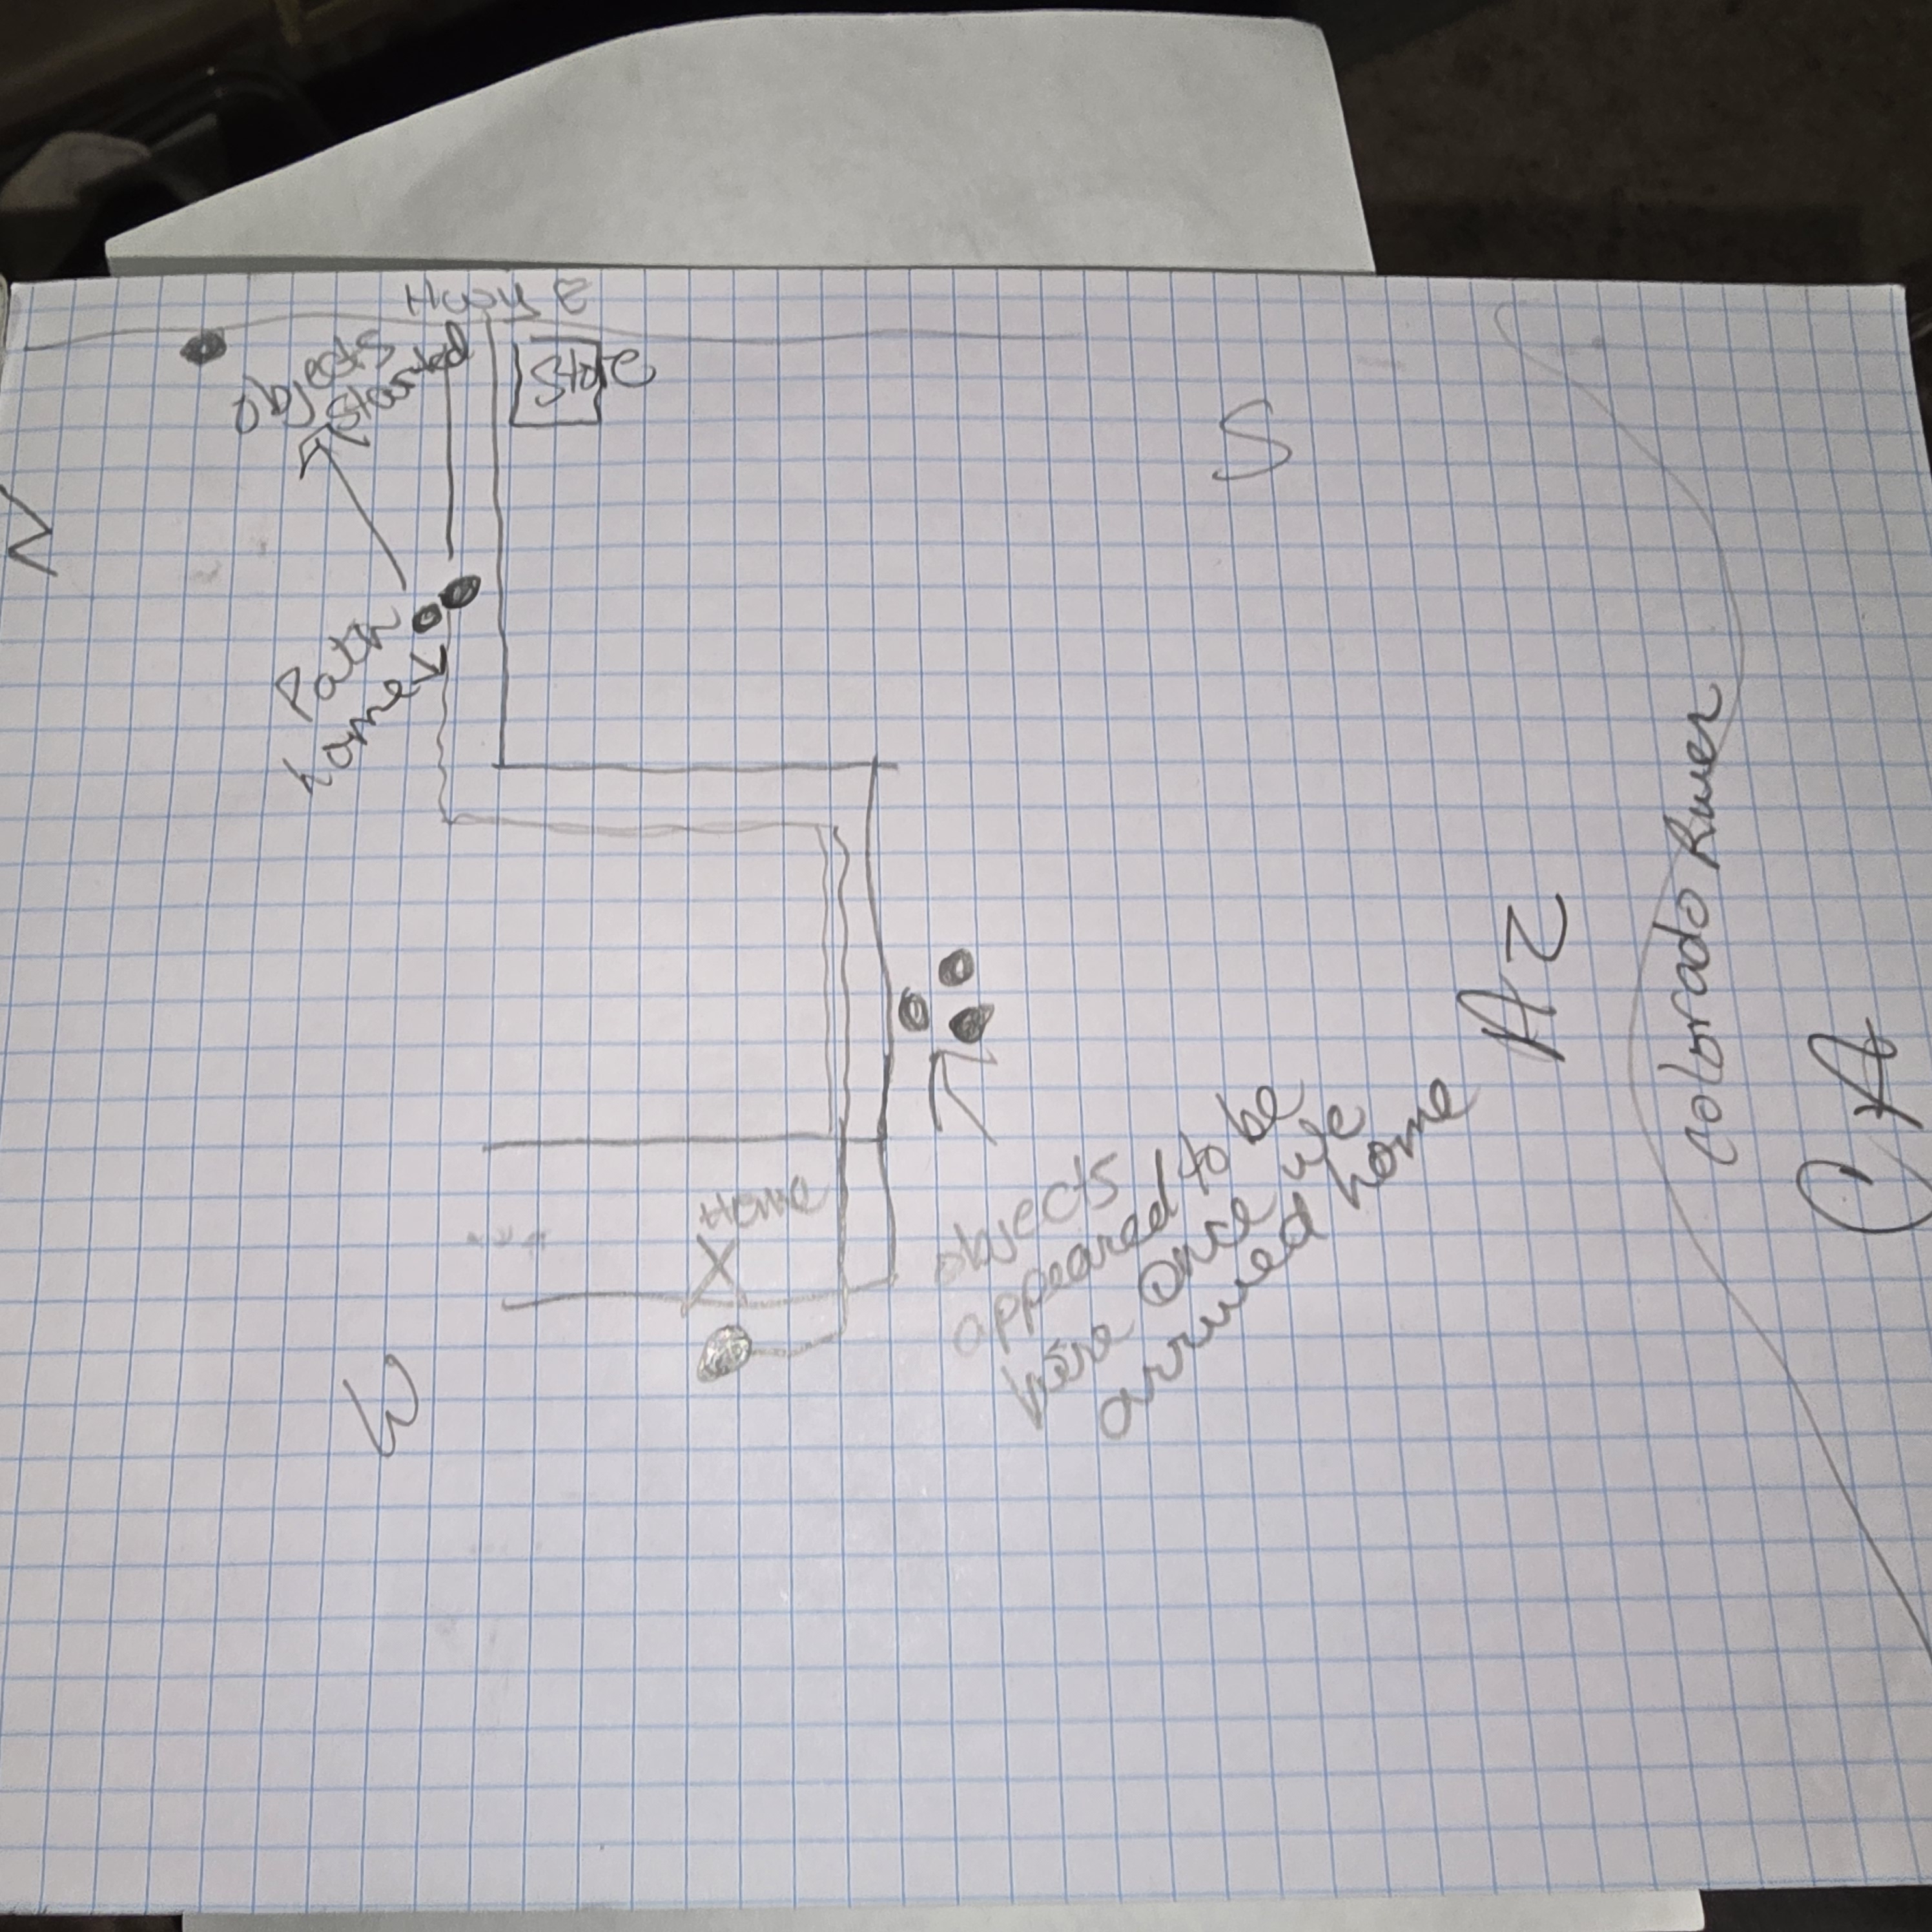 N
Objects
Started
Hwy 8
Store
Path
home
W
Home
S
objects
appeared to be
here once we
arrived home
AZ
Colorado River
CA